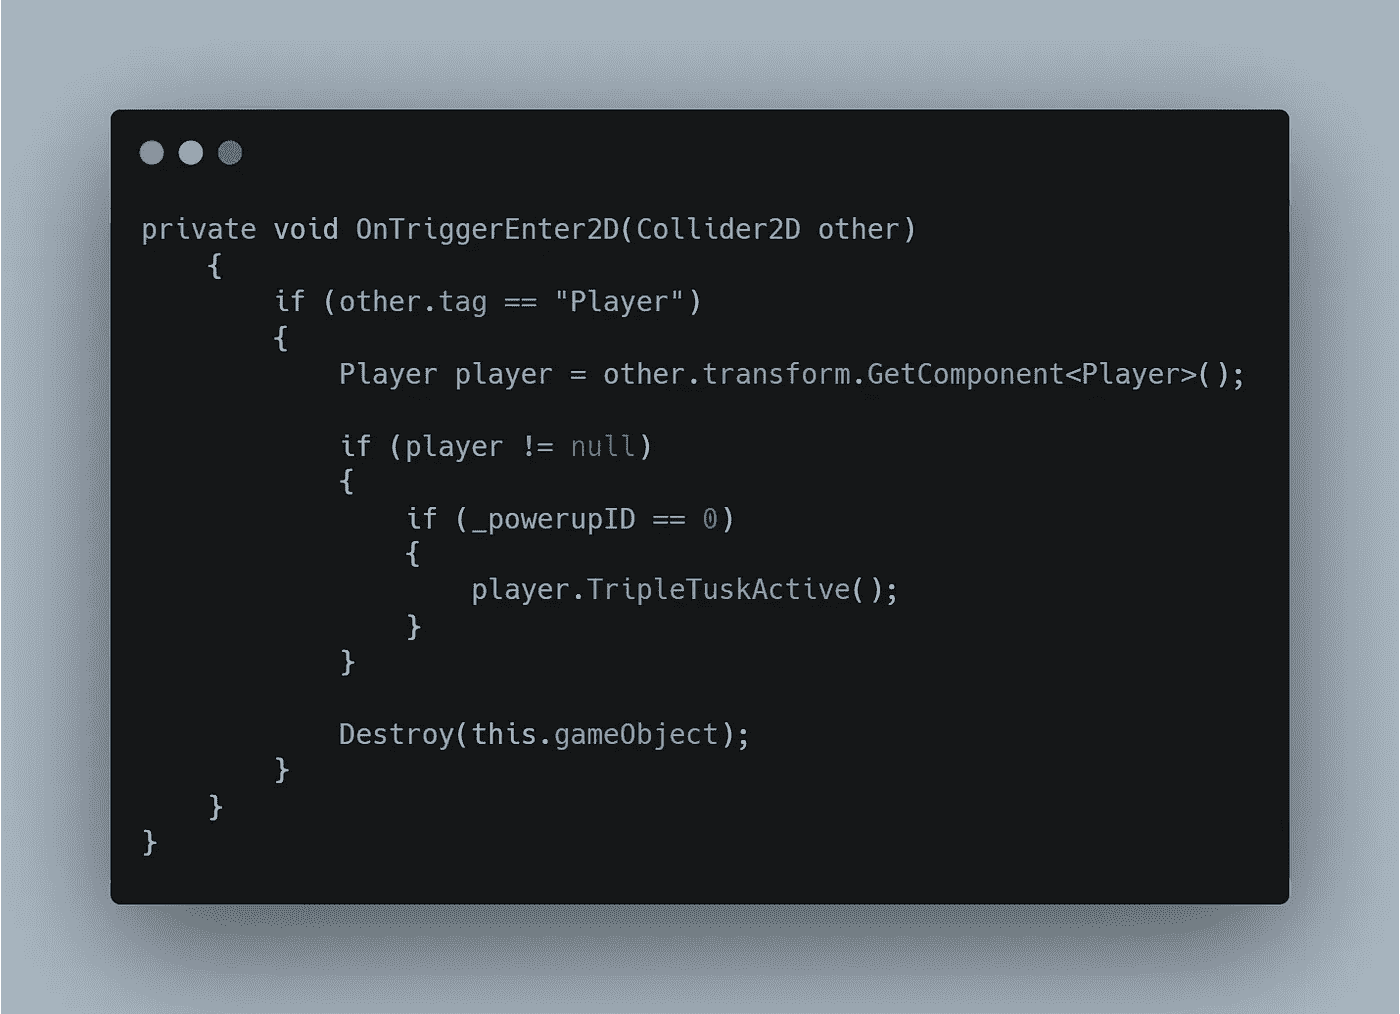 private void OnTriggerEnter2D(Collider2D other)
    {
        if (other.tag == "Player")
        {
            Player player = other.transform.GetComponent<Player>();

            if (player != null)
            {
                if (_powerupID == 0)
                {
                    player.TripleTuskActive();
                }
            }

            Destroy(this.gameObject);
        }
    }
}